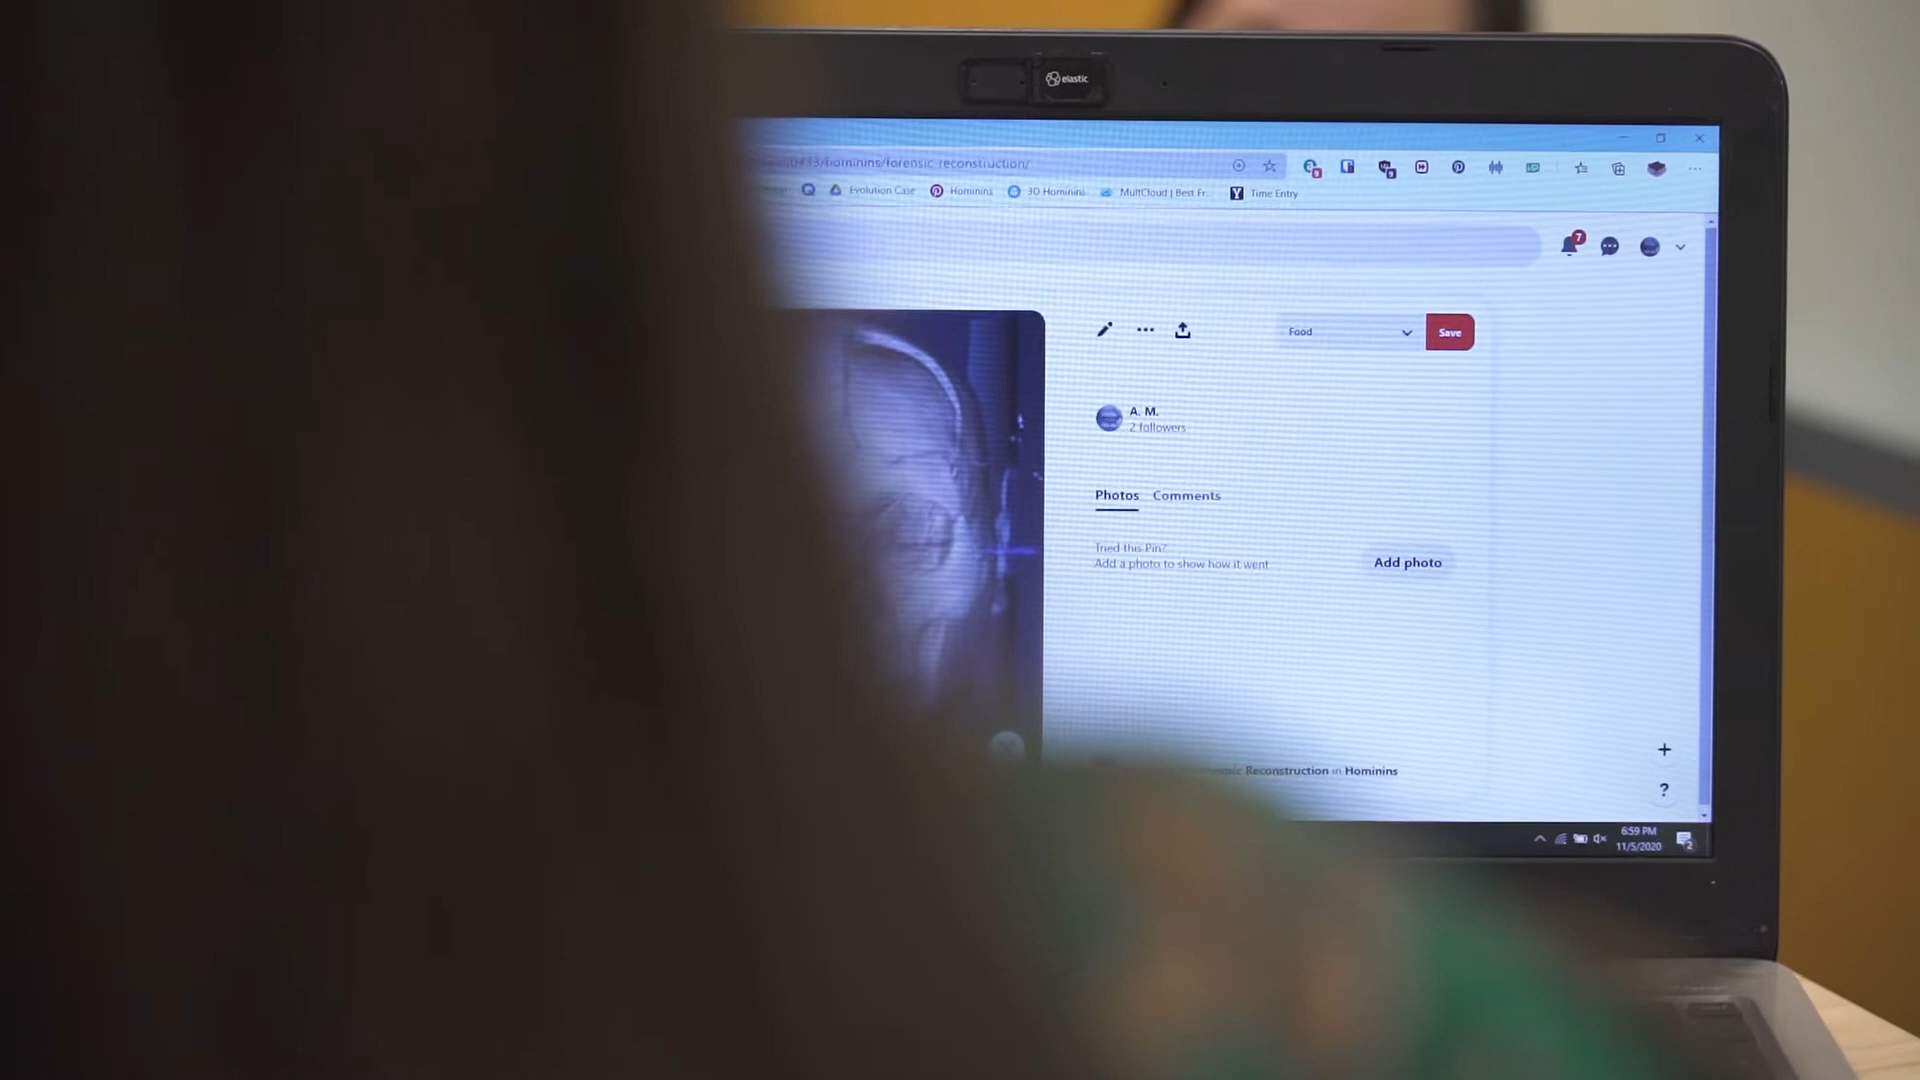 elastic
/hominins/forensic-reconstruction/
Evolution Case
Hominins
3D Hominins
MultCloud | Best Fr...
Time Entry
7
Food
Save
A. M.
2 followers
Photos Comments
Tried this Pin?
Add a photo to show how it went
Add photo
Reconstruction in Hominins
+
?
6:59 PM
11/5/2020
2